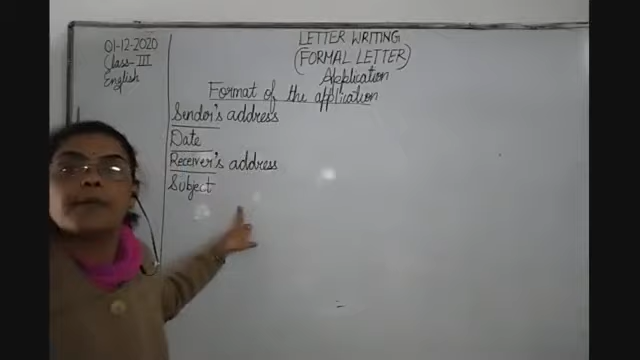 01-12-2020
Class-III
English
LETTER WRITING
(FORMAL LETTER)
Application
Format of the application
Sender's address
Date
Receiver's address
Subject